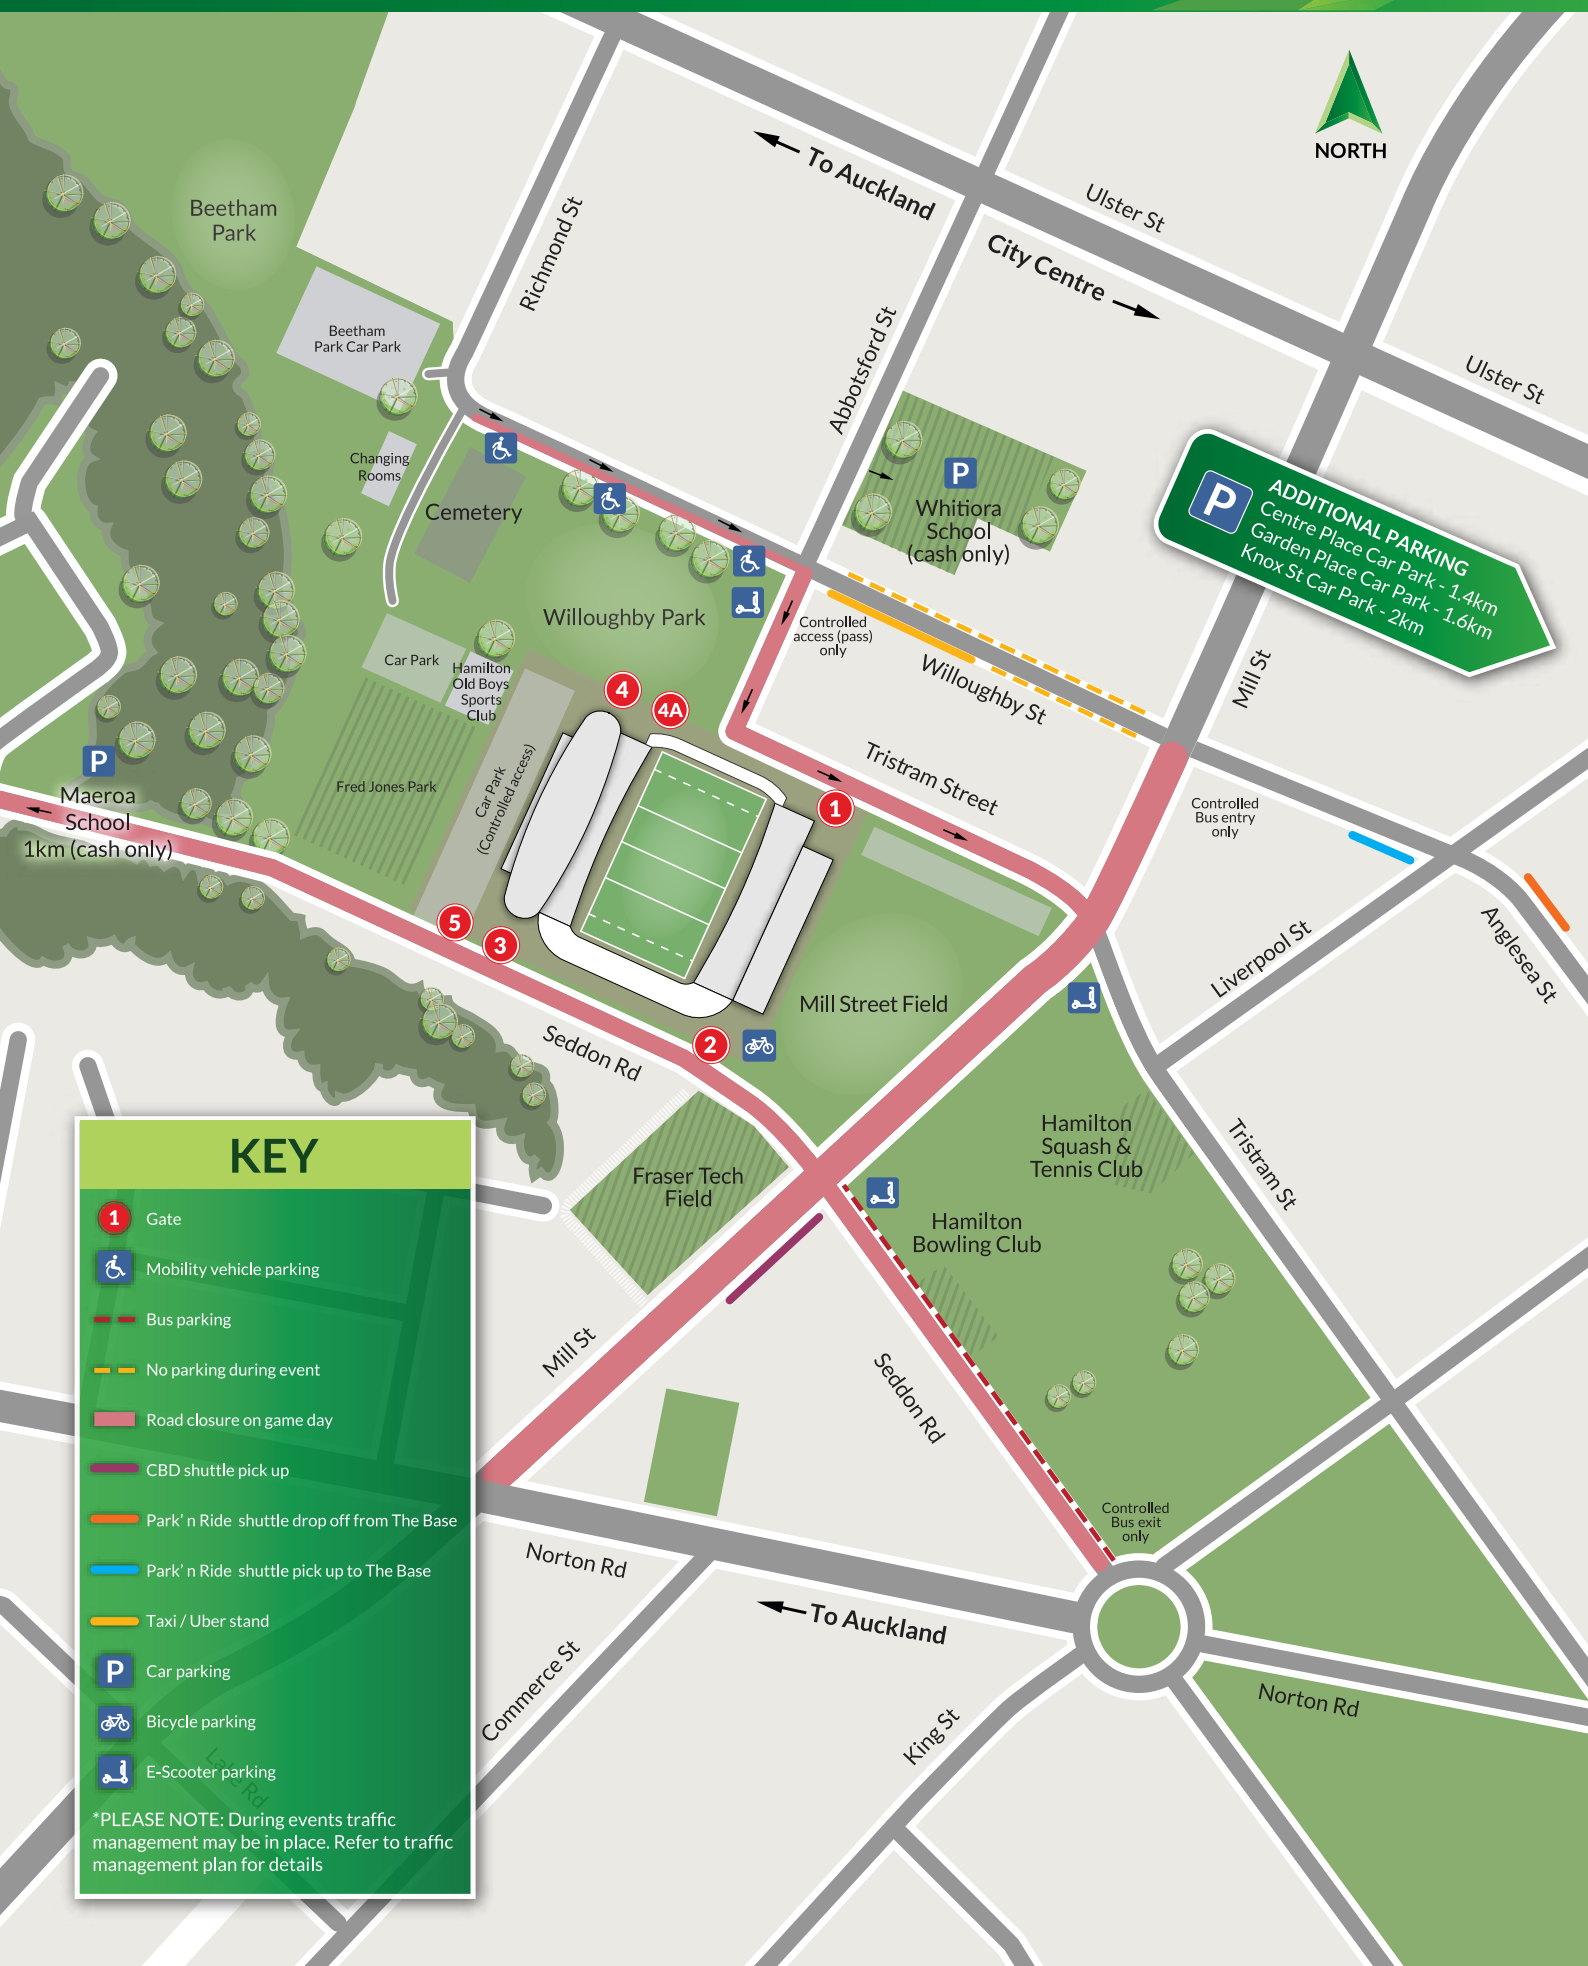 NORTH
To Auckland
Ulster St
City Centre
Ulster St
Beetham
Park
Richmond St
Beetham
Park Car Park
Abbotsford St
Changing
Rooms
Cemetery
P
Whitiora
School
(cash only)
P
ADDITIONAL PARKING
Centre Place Car Park - 1.4km
Garden Place Car Park - 1.6km
Knox St Car Park - 2km
Willoughby Park
Controlled
access (pass)
only
Willoughby St
Mill St
Car Park
Hamilton
Old Boys
Sports
Club
4
4A
Tristram Street
P
Maeroa
School
1km (cash only)
Fred Jones Park
Car Park
(Controlled access)
1
Controlled
Bus entry
only
5
3
Liverpool St
Anglesea St
Mill Street Field
Seddon Rd
2
Hamilton
Squash &
Tennis Club
Tristram St
Fraser Tech
Field
Hamilton
Bowling Club
Mill St
Seddon Rd
Controlled
Bus exit
only
Norton Rd
To Auckland
Commerce St
King St
Norton Rd
KEY
1 Gate
Mobility vehicle parking
Bus parking
No parking during event
Road closure on game day
CBD shuttle pick up
Park' n Ride shuttle drop off from The Base
Park' n Ride shuttle pick up to The Base
Taxi / Uber stand
P Car parking
Bicycle parking
E-Scooter parking
Lake Rd
*PLEASE NOTE: During events traffic
management may be in place. Refer to traffic
management plan for details